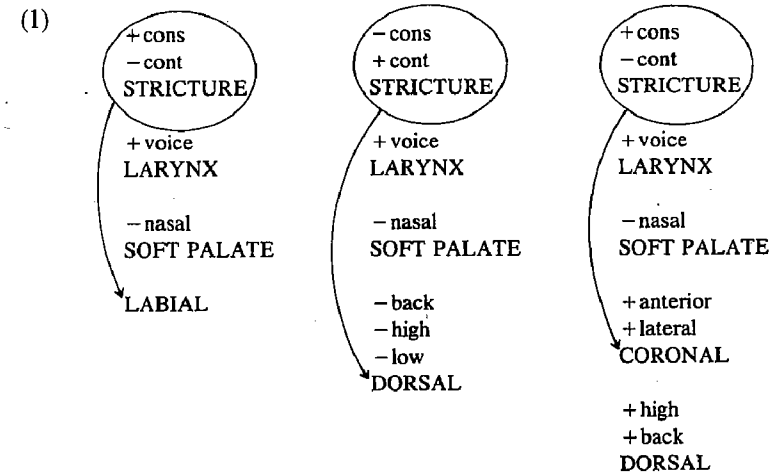 (1)
+cons
−cont
STRICTURE
+voice
LARYNX
−nasal
SOFT PALATE
LABIAL
−cons
+cont
STRICTURE
+voice
LARYNX
−nasal
SOFT PALATE
−back
−high
−low
DORSAL
+cons
−cont
STRICTURE
+voice
LARYNX
−nasal
SOFT PALATE
+anterior
+lateral
CORONAL
+high
+back
DORSAL